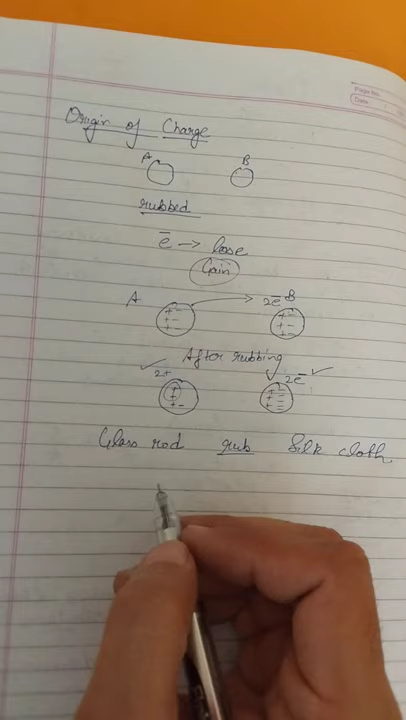 Page No.
Date
Origin of Charge
A B
rubbed
e̅ → lose
Gain
A 2e̅ B
After rubbing
2+ 2e̅
Glass rod rub Silk cloth